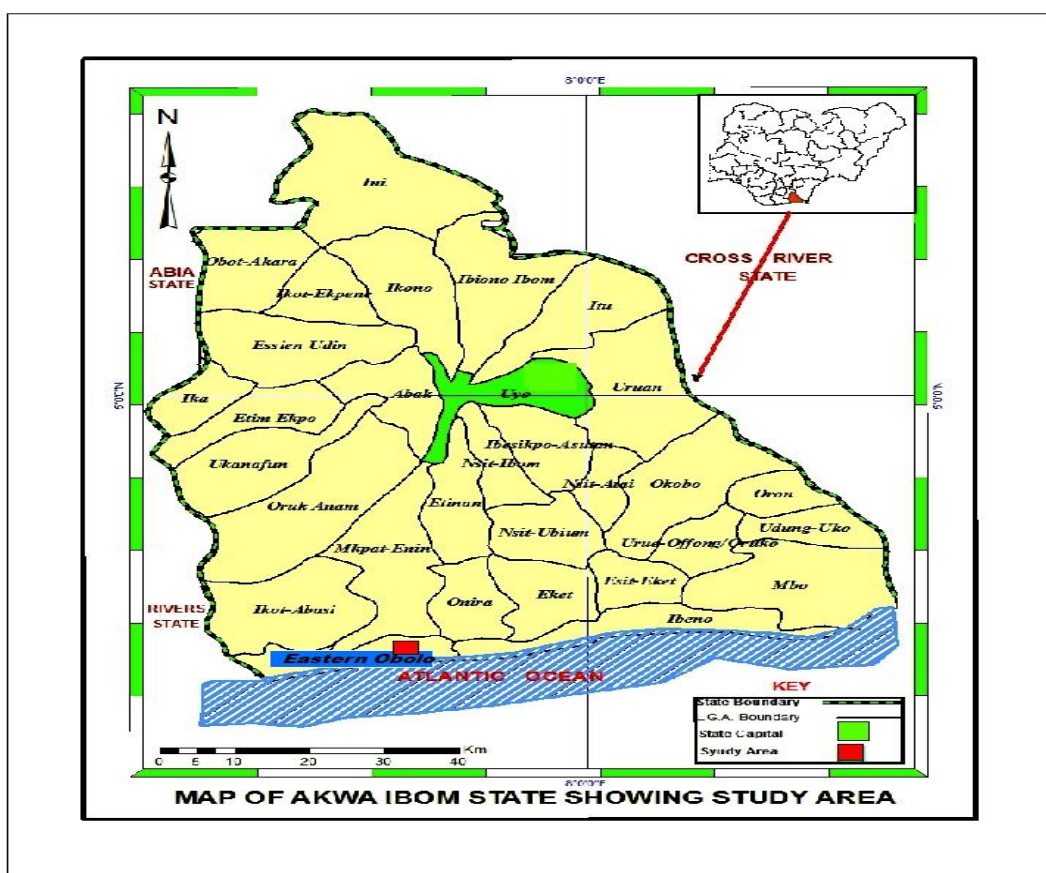 8°0'0"E
N
Ini
CROSS RIVER
STATE
ABIA
STATE
Obot-Akara
Ikot-Ekpene
Ikono
Ibiono Ibom
Itu
Essien Udin
5°0'0"N
Ika
Abak
Uyo
Uruan
5°0'0"N
Etim Ekpo
Ukanafun
Ibesikpo-Asutan
Nsit-Ibom
Nsit-Atai
Okobo
Oron
Oruk Anam
Etinan
Udung-Uko
Mkpat-Enin
Nsit-Ubium
Urue-Offong/Oruko
RIVERS
STATE
Ikot-Abasi
Onna
Eket
Esit-Eket
Mbo
Ibeno
Eastern Obolo
ATLANTIC OCEAN
KEY
State Boundary
L.G.A. Boundary
State Capital
Syudy Area
Km
0 5 10 20 30 40
8°0'0"E
MAP OF AKWA IBOM STATE SHOWING STUDY AREA